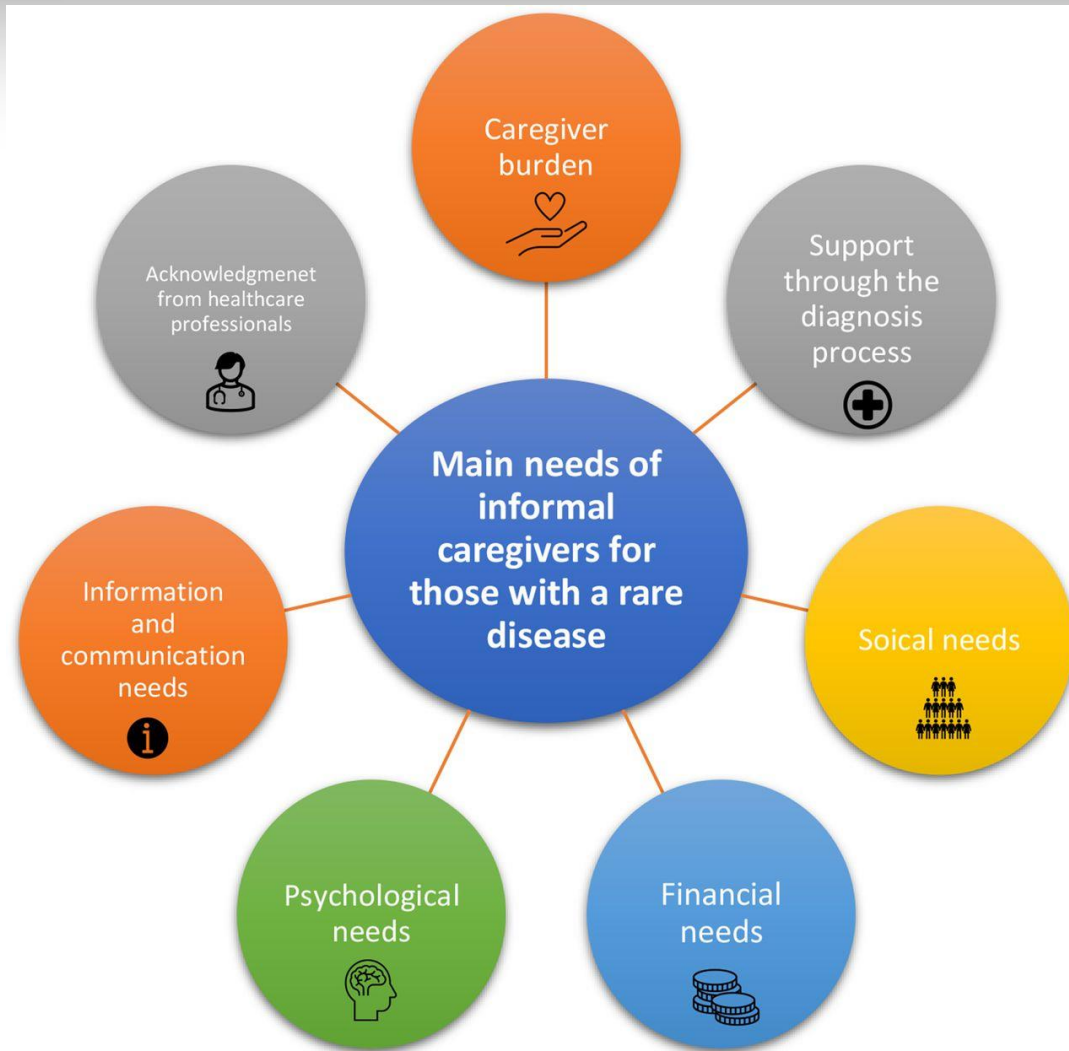 Caregiver
burden
Support
through the
diagnosis
process
Soical needs
Financial
needs
Psychological
needs
Information
and
communication
needs
i
Acknowledgmenet
from healthcare
professionals
Main needs of
informal
caregivers for
those with a rare
disease